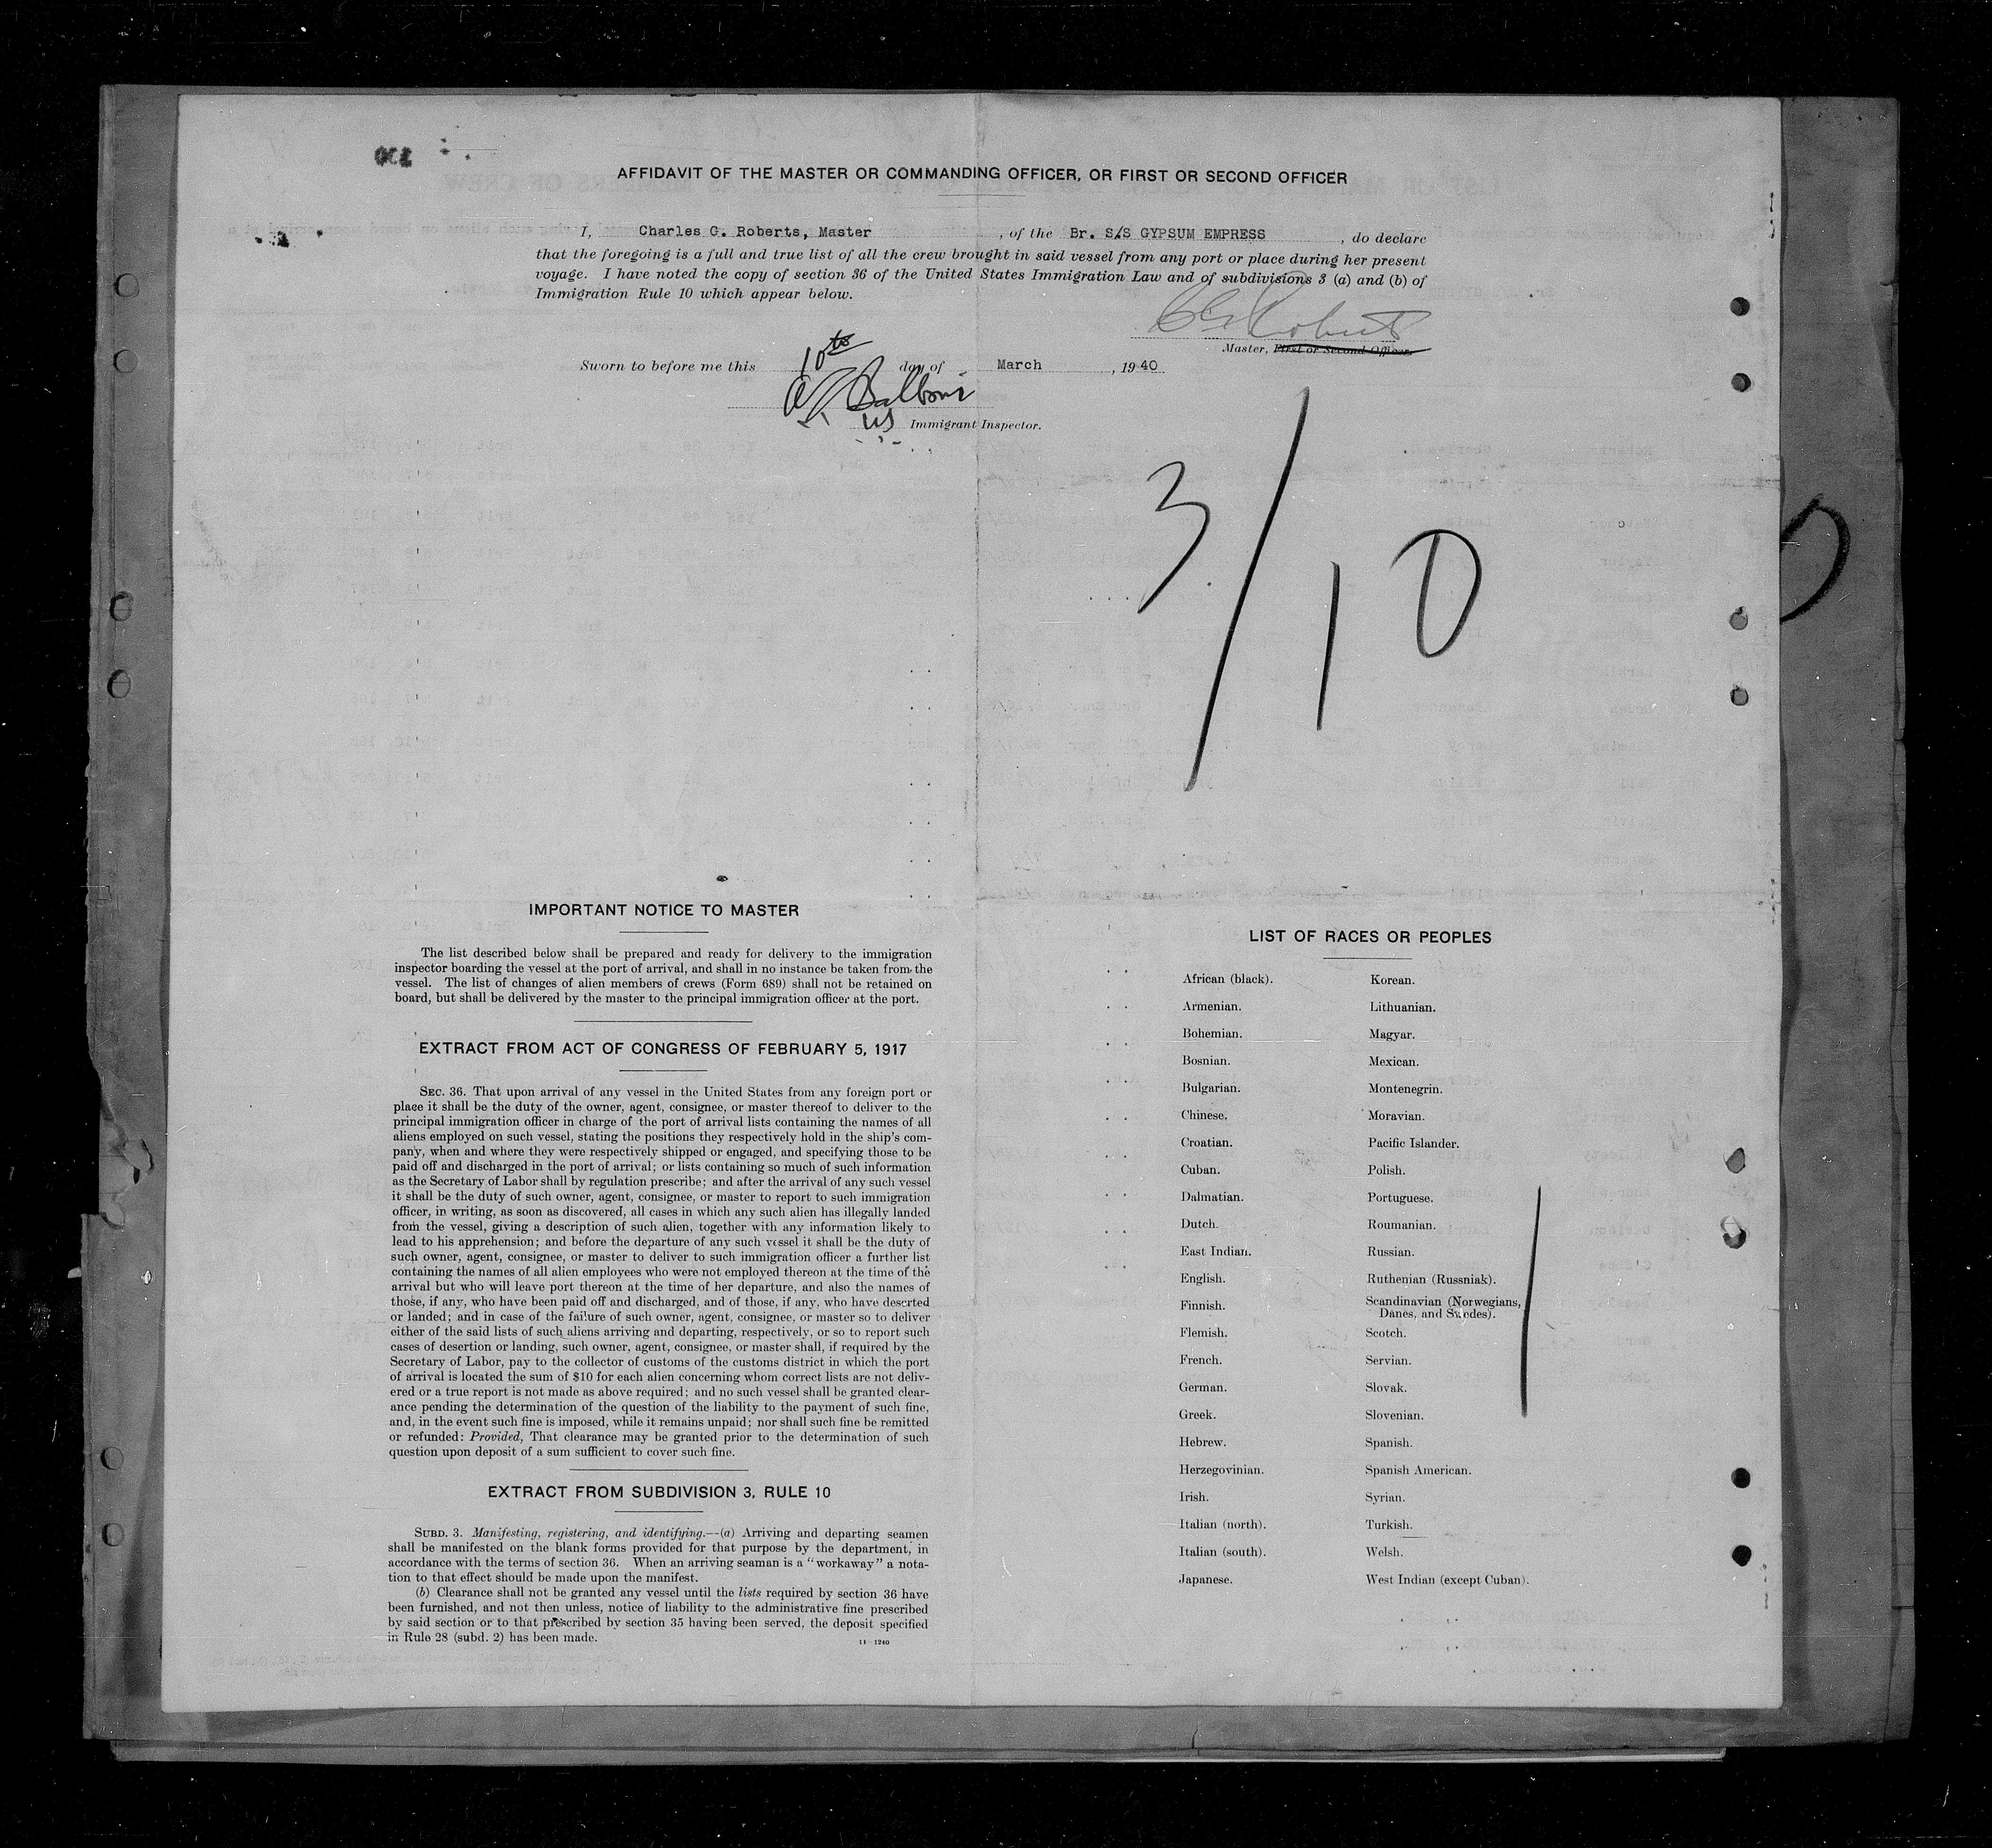 AFFIDAVIT OF THE MASTER OR COMMANDING OFFICER, OR FIRST OR SECOND OFFICER
I, Charles G. Roberts, Master , of the Br. S/S GYPSUM EMPRESS , do declare
that the foregoing is a full and true list of all the crew brought in said vessel from any port or place during her present
voyage. I have noted the copy of section 36 of the United States Immigration Law and of subdivisions 3 (a) and (b) of
Immigration Rule 10 which appear below.
CG Roberts
Master, First or Second Officer.
Sworn to before me this 10th day of March , 1940
US Immigrant Inspector.
3/10
IMPORTANT NOTICE TO MASTER
The list described below shall be prepared and ready for delivery to the immigration
inspector boarding the vessel at the port of arrival, and shall in no instance be taken from the
vessel. The list of changes of alien members of crews (Form 689) shall not be retained on
board, but shall be delivered by the master to the principal immigration officer at the port.
EXTRACT FROM ACT OF CONGRESS OF FEBRUARY 5, 1917
SEC. 36. That upon arrival of any vessel in the United States from any foreign port or
place it shall be the duty of the owner, agent, consignee, or master thereof to deliver to the
principal immigration officer in charge of the port of arrival lists containing the names of all
aliens employed on such vessel, stating the positions they respectively hold in the ship's com-
pany, when and where they were respectively shipped or engaged, and specifying those to be
paid off and discharged in the port of arrival; or lists containing so much of such information
as the Secretary of Labor shall by regulation prescribe; and after the arrival of any such vessel
it shall be the duty of such owner, agent, consignee, or master to report to such immigration
officer, in writing, as soon as discovered, all cases in which any such alien has illegally landed
from the vessel, giving a description of such alien, together with any information likely to
lead to his apprehension; and before the departure of any such vessel it shall be the duty of
such owner, agent, consignee, or master to deliver to such immigration officer a further list
containing the names of all alien employees who were not employed thereon at the time of the
arrival but who will leave port thereon at the time of her departure, and also the names of
those, if any, who have been paid off and discharged, and of those, if any, who have deserted
or landed; and in case of the failure of such owner, agent, consignee, or master so to deliver
either of the said lists of such aliens arriving and departing, respectively, or so to report such
cases of desertion or landing, such owner, agent, consignee, or master shall, if required by the
Secretary of Labor, pay to the collector of customs of the customs district in which the port
of arrival is located the sum of $10 for each alien concerning whom correct lists are not deliv-
ered or a true report is not made as above required; and no such vessel shall be granted clear-
ance pending the determination of the question of the liability to the payment of such fine,
and, in the event such fine is imposed, while it remains unpaid; nor shall such fine be remitted
or refunded: Provided, That clearance may be granted prior to the determination of such
question upon deposit of a sum sufficient to cover such fine.
EXTRACT FROM SUBDIVISION 3, RULE 10
SUBD. 3. Manifesting, registering, and identifying.--(a) Arriving and departing seamen
shall be manifested on the blank forms provided for that purpose by the department, in
accordance with the terms of section 36. When an arriving seaman is a "workaway" a nota-
tion to that effect should be made upon the manifest.
(b) Clearance shall not be granted any vessel until the lists required by section 36 have
been furnished, and not then unless, notice of liability to the administrative fine prescribed
by said section or to that prescribed by section 35 having been served, the deposit specified
in Rule 28 (subd. 2) has been made.
14—1240
LIST OF RACES OR PEOPLES
African (black).
Armenian.
Bohemian.
Bosnian.
Bulgarian.
Chinese.
Croatian.
Cuban.
Dalmatian.
Dutch.
East Indian.
English.
Finnish.
Flemish.
French.
German.
Greek.
Hebrew.
Herzegovinian.
Irish.
Italian (north).
Italian (south).
Japanese.
Korean.
Lithuanian.
Magyar.
Mexican.
Montenegrin.
Moravian.
Pacific Islander.
Polish.
Portuguese.
Roumanian.
Russian.
Ruthenian (Russniak).
Scandinavian (Norwegians,
Danes, and Swedes).
Scotch.
Servian.
Slovak.
Slovenian.
Spanish.
Spanish American.
Syrian.
Turkish.
Welsh.
West Indian (except Cuban).